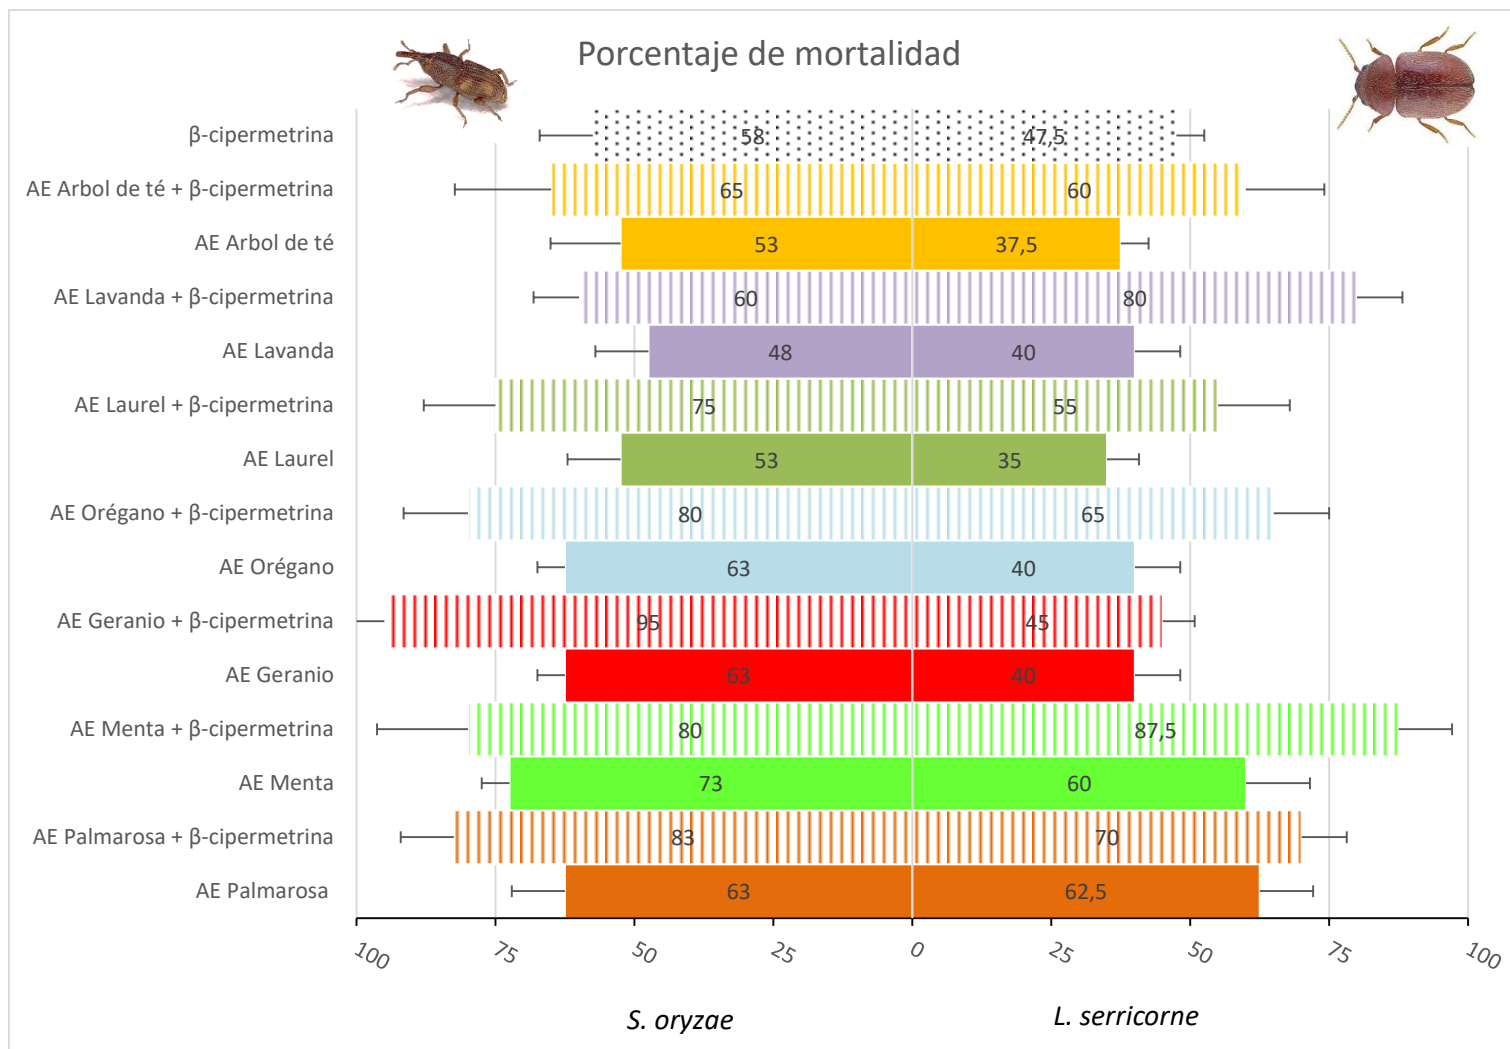 Porcentaje de mortalidad
β-cipermetrina 58 47,5
AE Arbol de té + β-cipermetrina 65 60
AE Arbol de té 53 37,5
AE Lavanda + β-cipermetrina 60 80
AE Lavanda 48 40
AE Laurel + β-cipermetrina 75 55
AE Laurel 53 35
AE Orégano + β-cipermetrina 80 65
AE Orégano 63 40
AE Geranio + β-cipermetrina 95 45
AE Geranio 63 40
AE Menta + β-cipermetrina 80 87,5
AE Menta 73 60
AE Palmarosa + β-cipermetrina 83 70
AE Palmarosa 63 62,5
100 75 50 25 0 25 50 75 100
S. oryzae L. serricorne